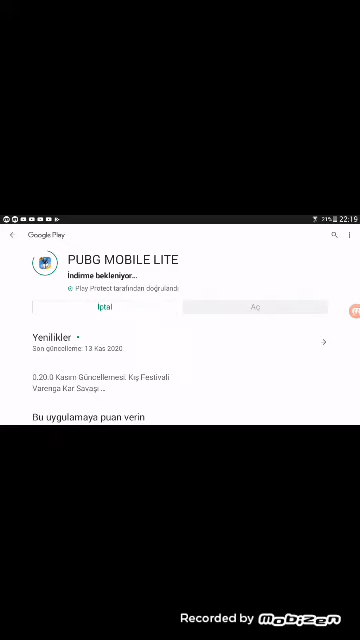 21% 22:19
Google Play
PUBG MOBILE LITE
İndirme bekleniyor...
Play Protect tarafından doğrulandı
İptal
Aç
Yenilikler
Son güncelleme: 13 Kas 2020
0.20.0 Kasım Güncellemesi: Kış Festivali
Varenga Kar Savaşı ...
Bu uygulamaya puan verin
Recorded by mobizen